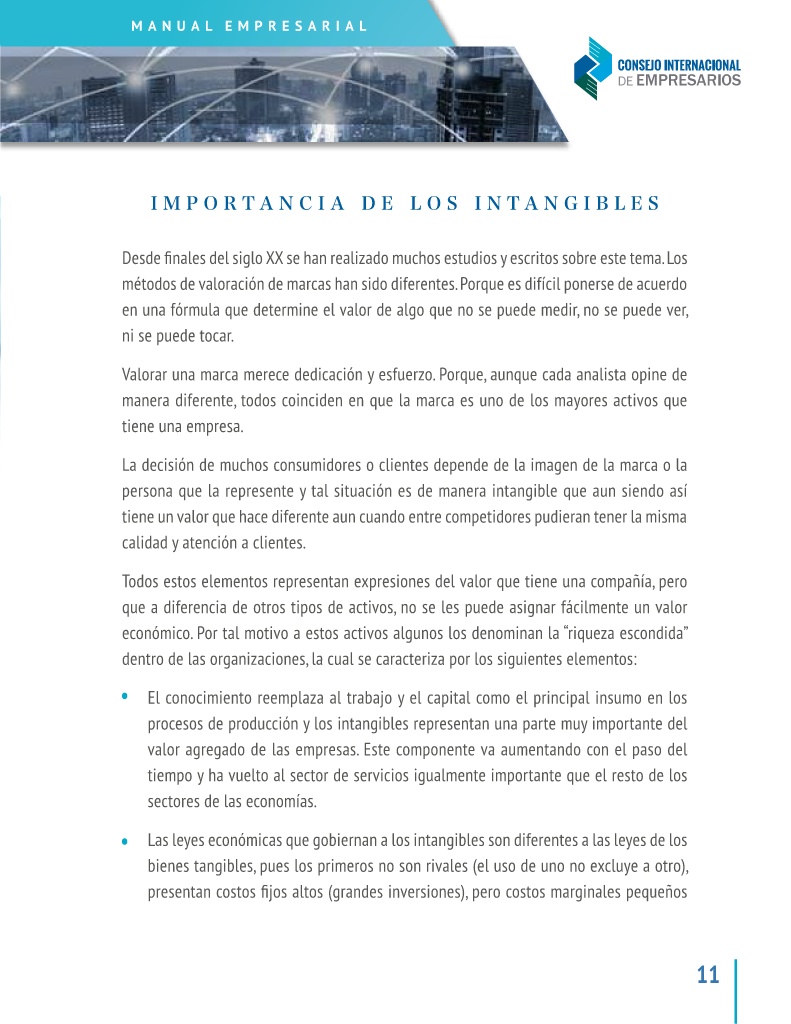 MANUAL EMPRESARIAL
CONSEJO INTERNACIONAL
DE EMPRESARIOS
IMPORTANCIA DE LOS INTANGIBLES
Desde finales del siglo XX se han realizado muchos estudios y escritos sobre este tema. Los
métodos de valoración de marcas han sido diferentes. Porque es difícil ponerse de acuerdo
en una fórmula que determine el valor de algo que no se puede medir, no se puede ver,
ni se puede tocar.
Valorar una marca merece dedicación y esfuerzo. Porque, aunque cada analista opine de
manera diferente, todos coinciden en que la marca es uno de los mayores activos que
tiene una empresa.
La decisión de muchos consumidores o clientes depende de la imagen de la marca o la
persona que la represente y tal situación es de manera intangible que aun siendo así
tiene un valor que hace diferente aun cuando entre competidores pudieran tener la misma
calidad y atención a clientes.
Todos estos elementos representan expresiones del valor que tiene una compañía, pero
que a diferencia de otros tipos de activos, no se les puede asignar fácilmente un valor
económico. Por tal motivo a estos activos algunos los denominan la “riqueza escondida”
dentro de las organizaciones, la cual se caracteriza por los siguientes elementos:
• El conocimiento reemplaza al trabajo y el capital como el principal insumo en los
procesos de producción y los intangibles representan una parte muy importante del
valor agregado de las empresas. Este componente va aumentando con el paso del
tiempo y ha vuelto al sector de servicios igualmente importante que el resto de los
sectores de las economías.
• Las leyes económicas que gobiernan a los intangibles son diferentes a las leyes de los
bienes tangibles, pues los primeros no son rivales (el uso de uno no excluye a otro),
presentan costos fijos altos (grandes inversiones), pero costos marginales pequeños
11